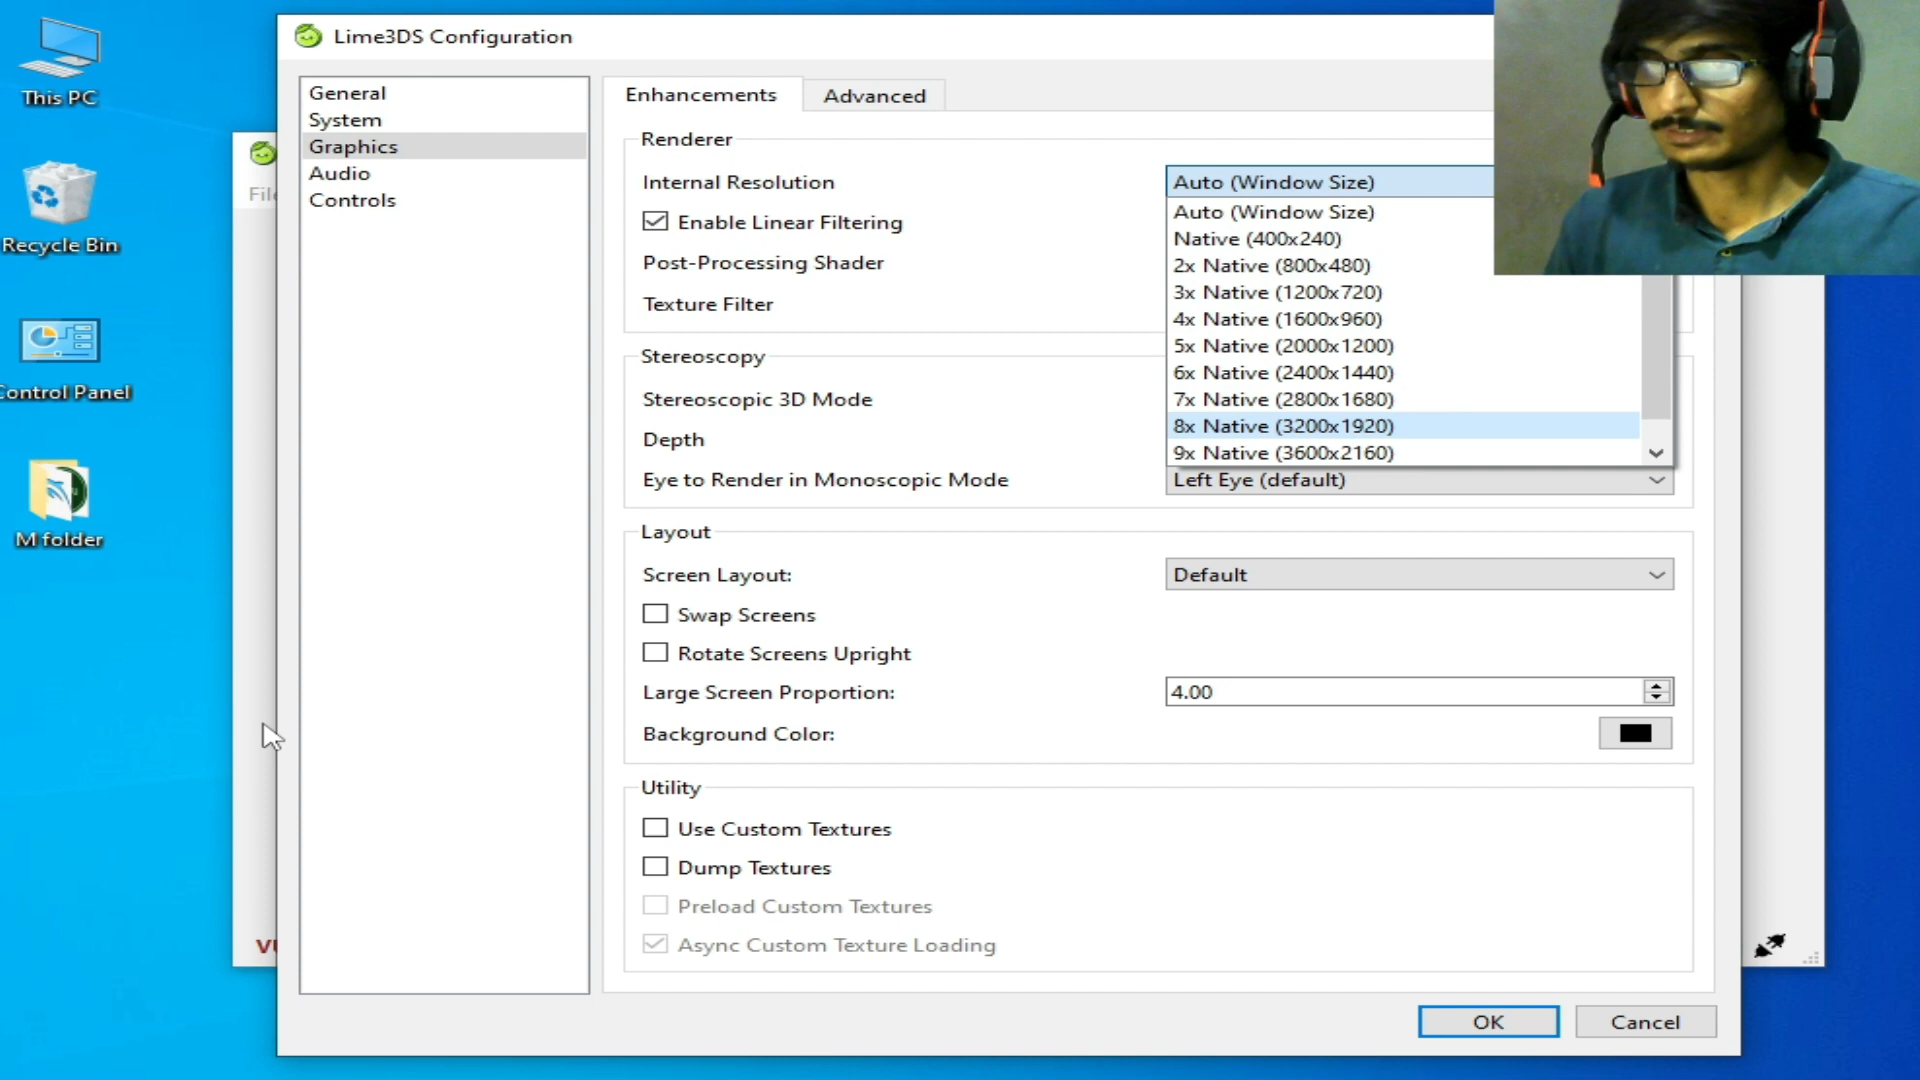 This PC
Recycle Bin
Control Panel
M folder
File
Lime3DS Configuration
General
System
Graphics
Audio
Controls
Enhancements
Advanced
Renderer
Internal Resolution
Auto (Window Size)
Auto (Window Size)
Native (400x240)
2x Native (800x480)
3x Native (1200x720)
4x Native (1600x960)
5x Native (2000x1200)
6x Native (2400x1440)
7x Native (2800x1680)
8x Native (3200x1920)
9x Native (3600x2160)
Enable Linear Filtering
Post-Processing Shader
Texture Filter
Stereoscopy
Stereoscopic 3D Mode
Depth
Eye to Render in Monoscopic Mode
Left Eye (default)
Layout
Screen Layout:
Default
Swap Screens
Rotate Screens Upright
Large Screen Proportion:
4.00
Background Color:
Utility
Use Custom Textures
Dump Textures
Preload Custom Textures
Async Custom Texture Loading
OK
Cancel